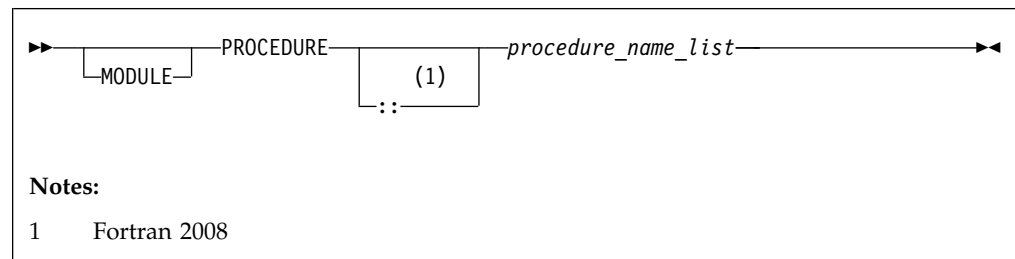 PROCEDURE procedure_name_list
MODULE (1)
::
Notes:
1 Fortran 2008